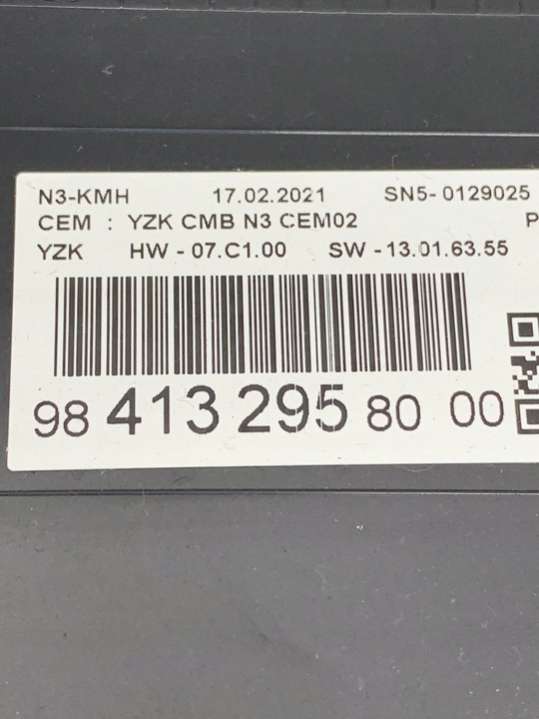 N3-KMH 17.02.2021 SN5- 0129025
CEM : YZK CMB N3 CEM02 P
YZK HW - 07.C1.00 SW - 13.01.63.55
98 413 295 80 00